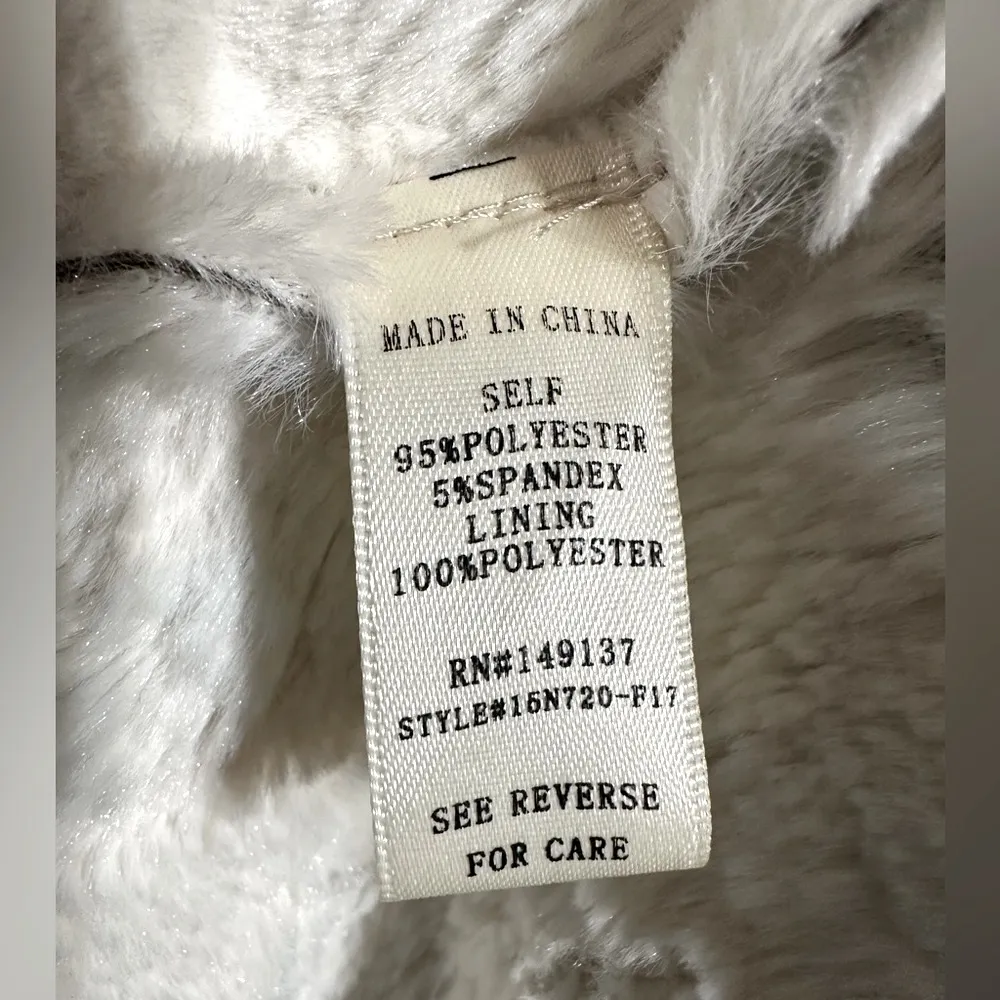 MADE IN CHINA
SELF
95%POLYESTER
5%SPANDEX
LINING
100%POLYESTER
RN#149137
STYLE#15N720-F17
SEE REVERSE
FOR CARE